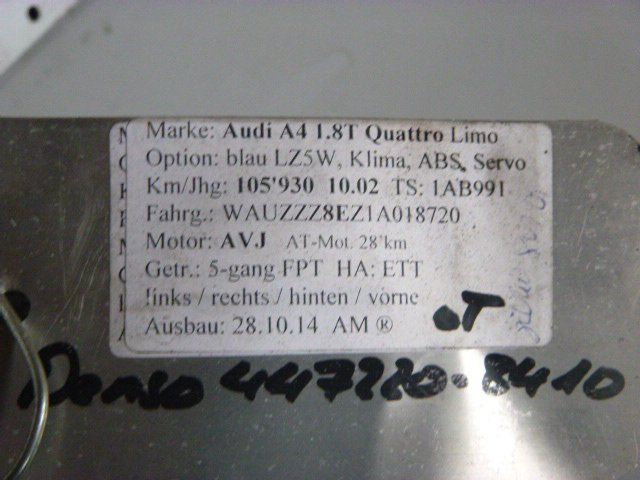 Marke: Audi A4 1.8T Quattro Limo
Option: blau LZ5W, Klima, ABS, Servo
Km/Jhg: 105'930 10.02 TS: 1AB991
Fahrg.: WAUZZZ8EZ1A018720
Motor: AVJ AT-Mot. 28'km
Getr.: 5-gang FPT HA: ETT
links / rechts / hinten / vorne
Ausbau: 28.10.14 AM ®
oT
Denso 447220-8410